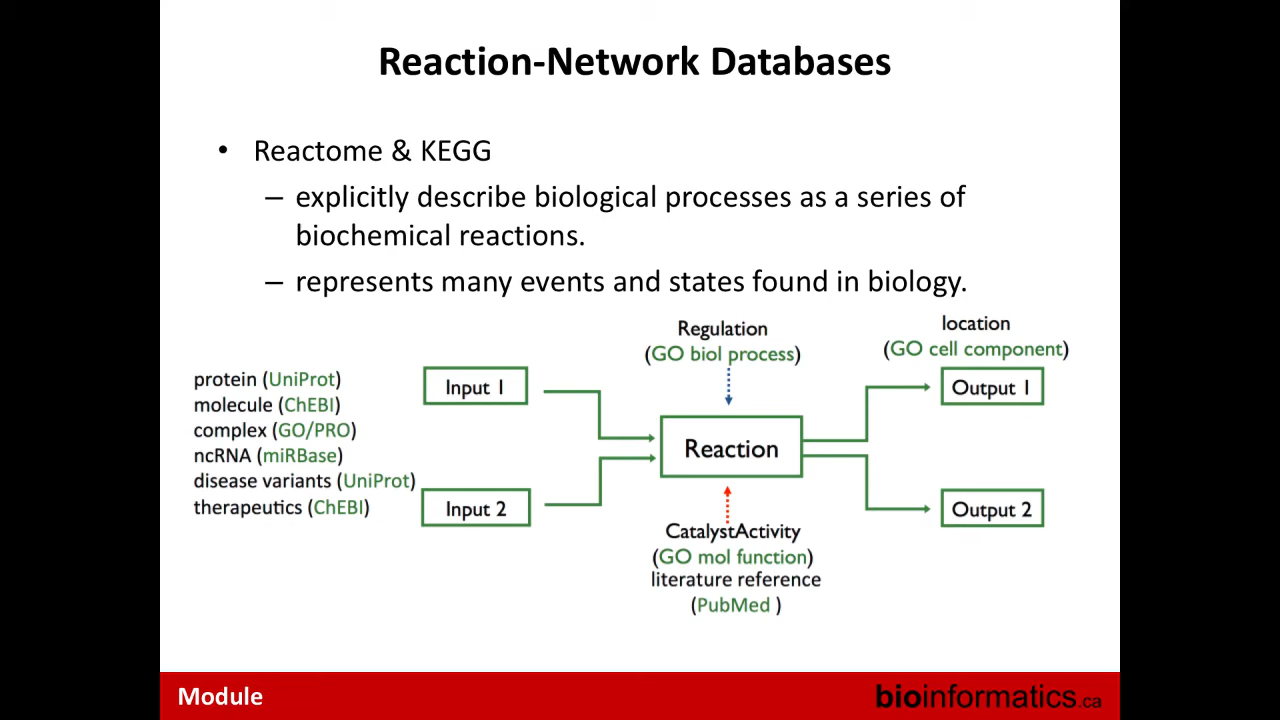 Reaction-Network Databases
• Reactome & KEGG
– explicitly describe biological processes as a series of
biochemical reactions.
– represents many events and states found in biology.
protein (UniProt)
molecule (ChEBI)
complex (GO/PRO)
ncRNA (miRBase)
disease variants (UniProt)
therapeutics (ChEBI)
Input 1
Input 2
Regulation
(GO biol process)
Reaction
CatalystActivity
(GO mol function)
literature reference
(PubMed )
location
(GO cell component)
Output 1
Output 2
Module
bioinformatics.ca